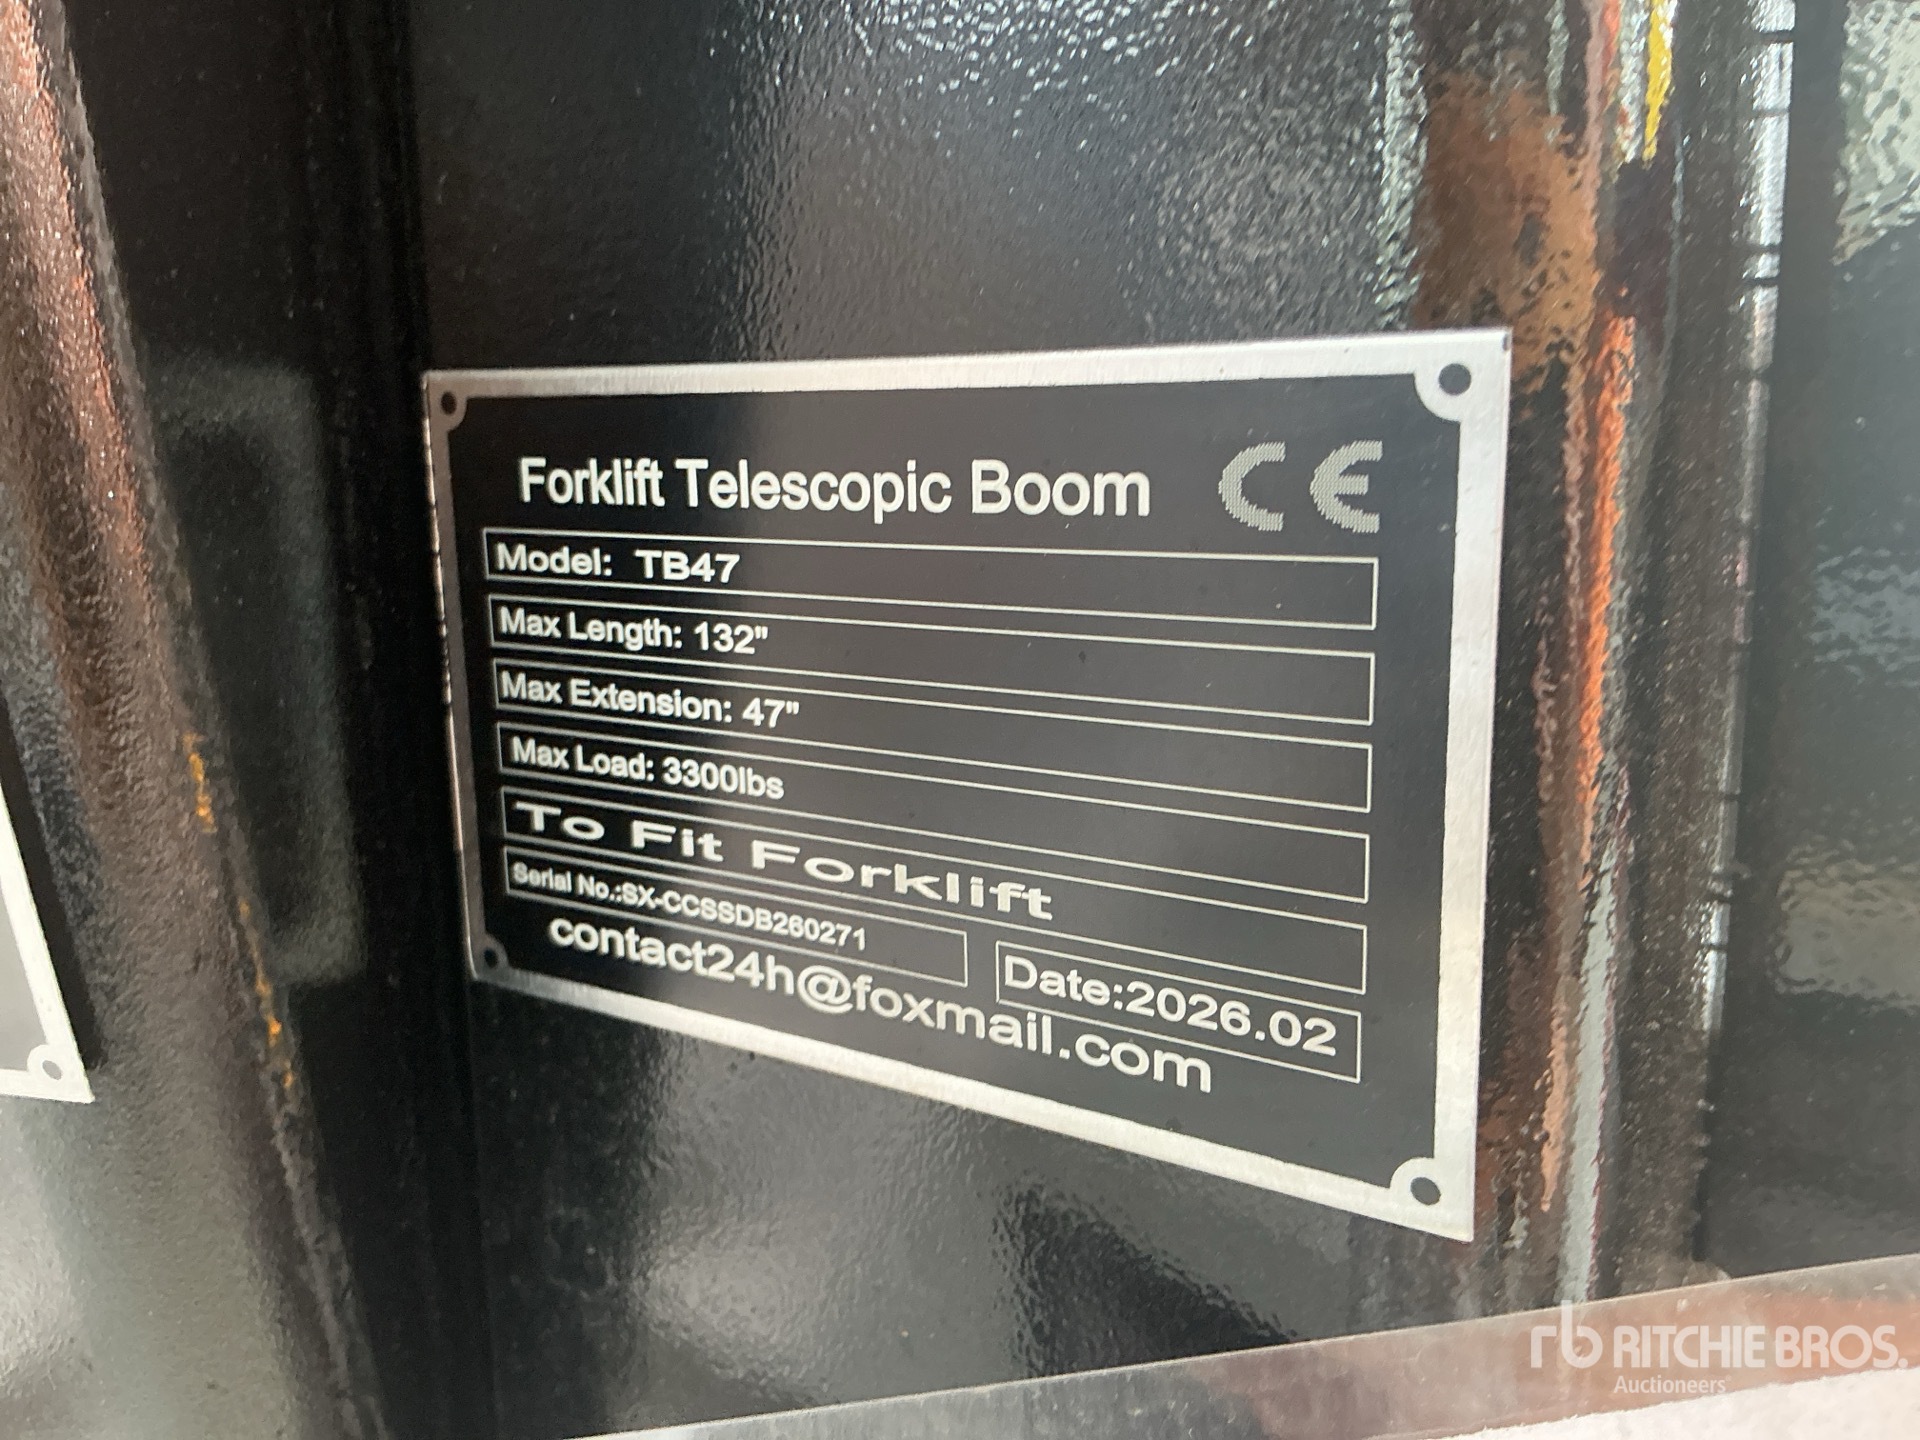 Forklift Telescopic Boom CE
Model: TB47
Max Length: 132"
Max Extension: 47"
Max Load: 3300lbs
To Fit Forklift
Serial No.:SX-CCSSDB260271
Date:2026.02
contact24h@foxmail.com
rb RITCHIE BROS.
Auctioneers